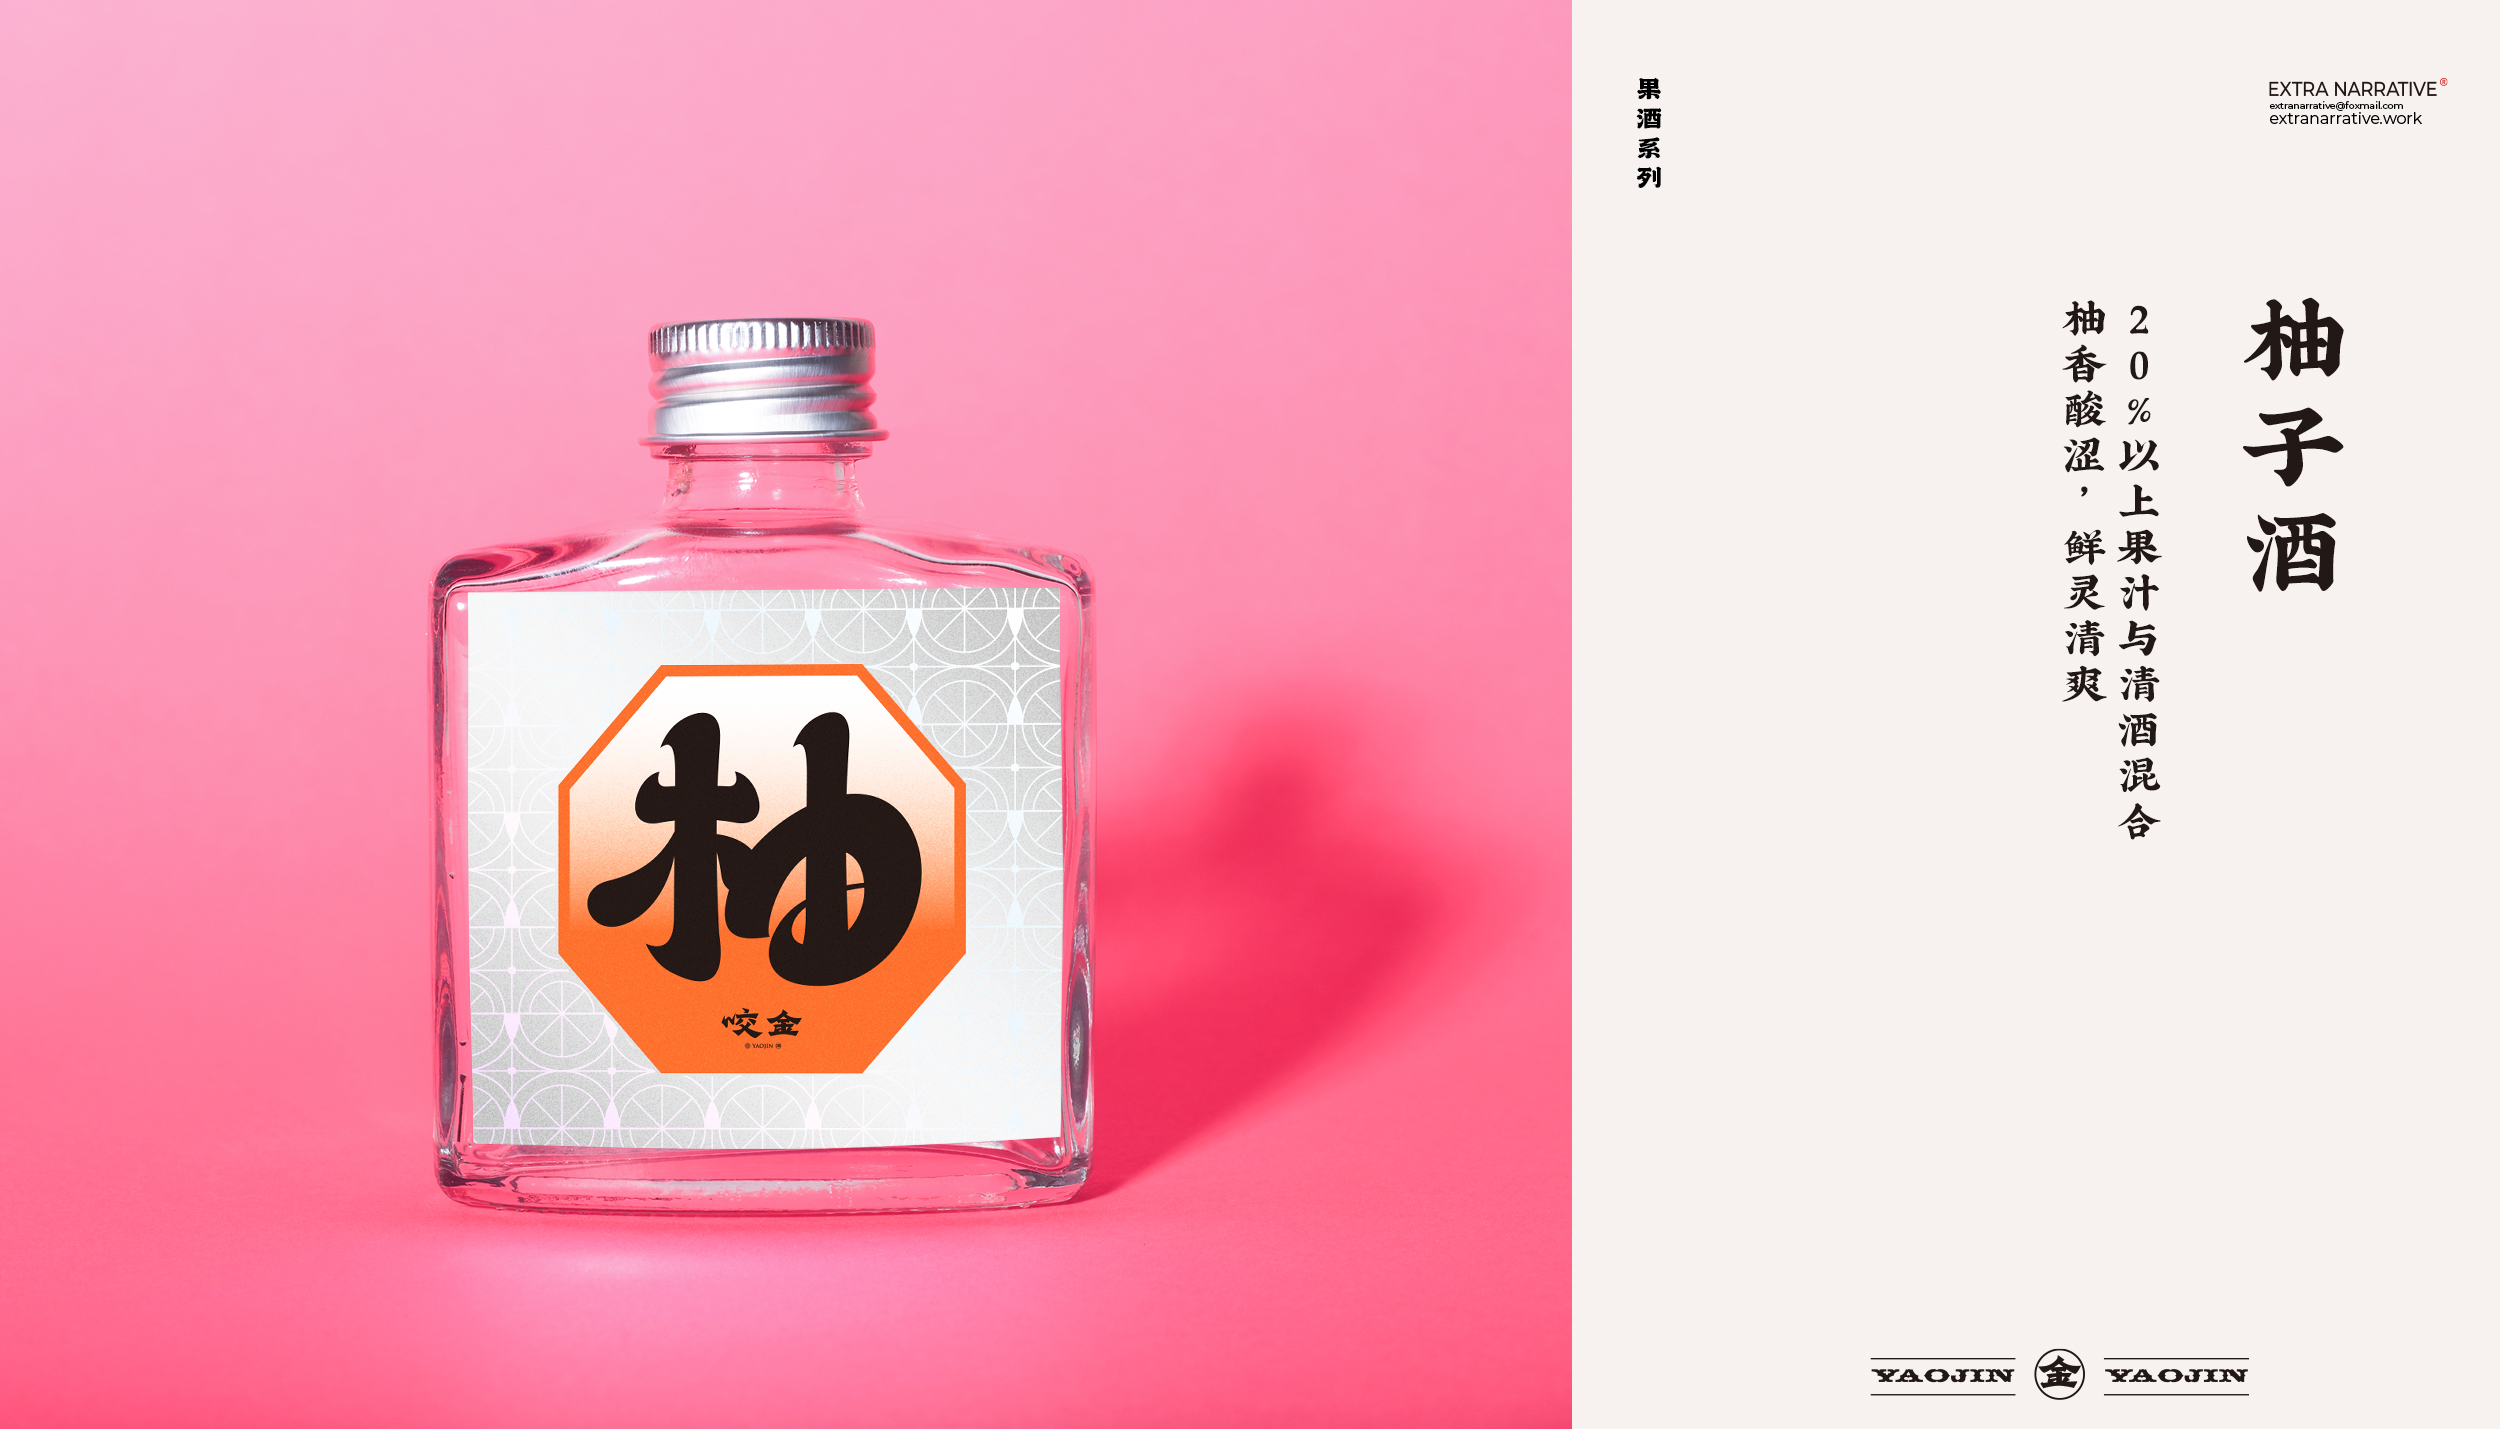 柚
咬金
YAOJIN
果酒系列
EXTRA NARRATIVE®
extranarrative@foxmail.com
extranarrative.work
柚子酒
20%以上果汁与清酒混合
柚香酸涩，鲜灵清爽
YAOJIN 金 YAOJIN